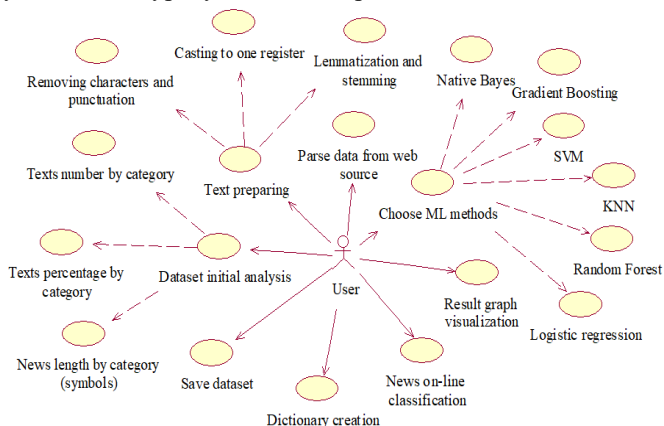 Casting to one register
Removing characters and
punctuation
Lemmatization and
stemming
Native Bayes
Gradient Boosting
Texts number by category
Text preparing
Parse data from web
source
SVM
Choose ML methods
KNN
Texts percentage by
category
Dataset initial analysis
User
Random Forest
Result graph
visualization
Logistic regression
News length by category
(symbols)
Save dataset
News on-line
classification
Dictionary creation